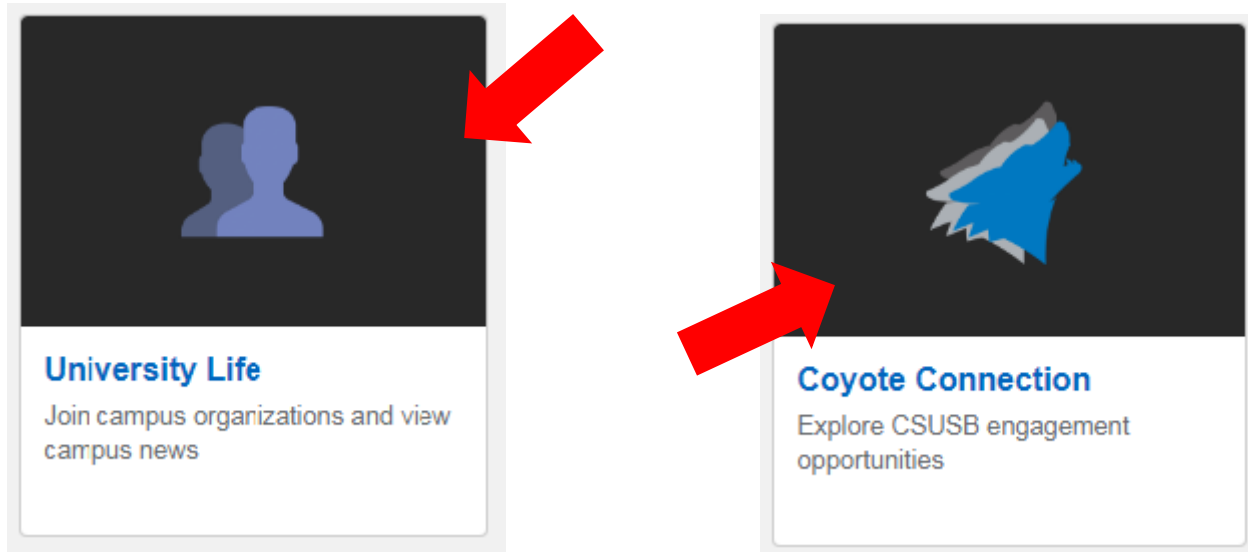 University Life
Join campus organizations and view
campus news
Coyote Connection
Explore CSUSB engagement
opportunities